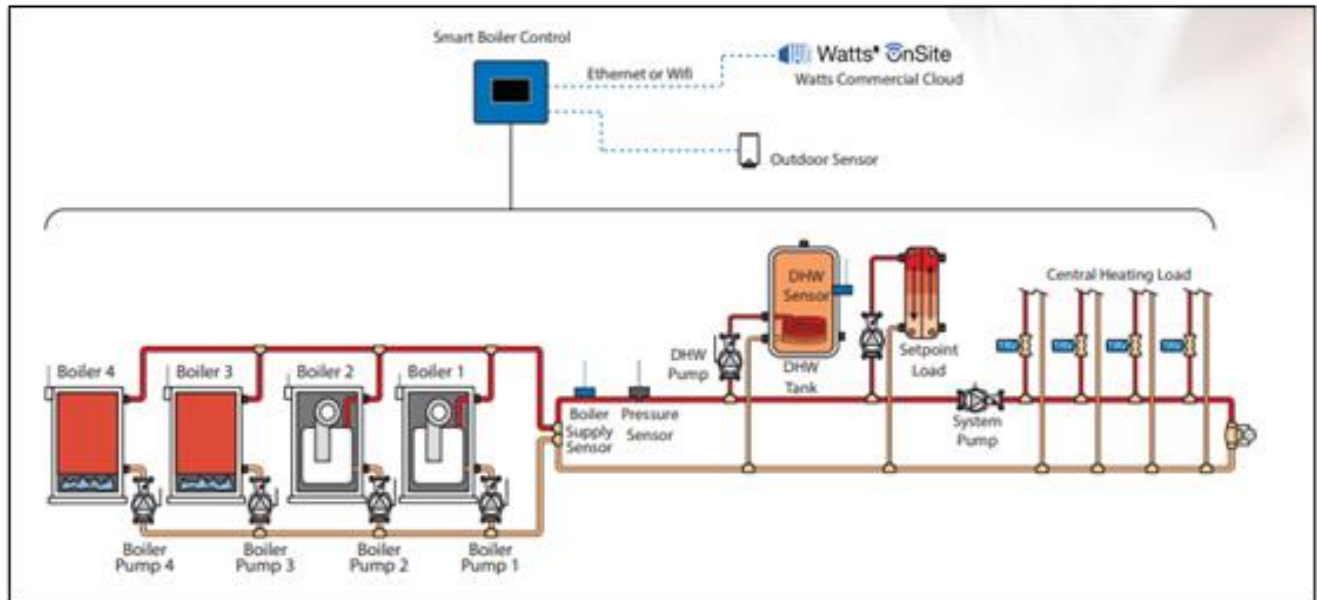 Smart Boiler Control
Ethernet or Wifi
Watts® OnSite
Watts Commercial Cloud
Outdoor Sensor
DHW
Sensor
Central Heating Load
Boiler 4
Boiler 3
Boiler 2
Boiler 1
DHW
Pump
DHW
Tank
Setpoint
Load
Boiler
Supply
Sensor
Pressure
Sensor
System
Pump
Boiler
Pump 4
Boiler
Pump 3
Boiler
Pump 2
Boiler
Pump 1